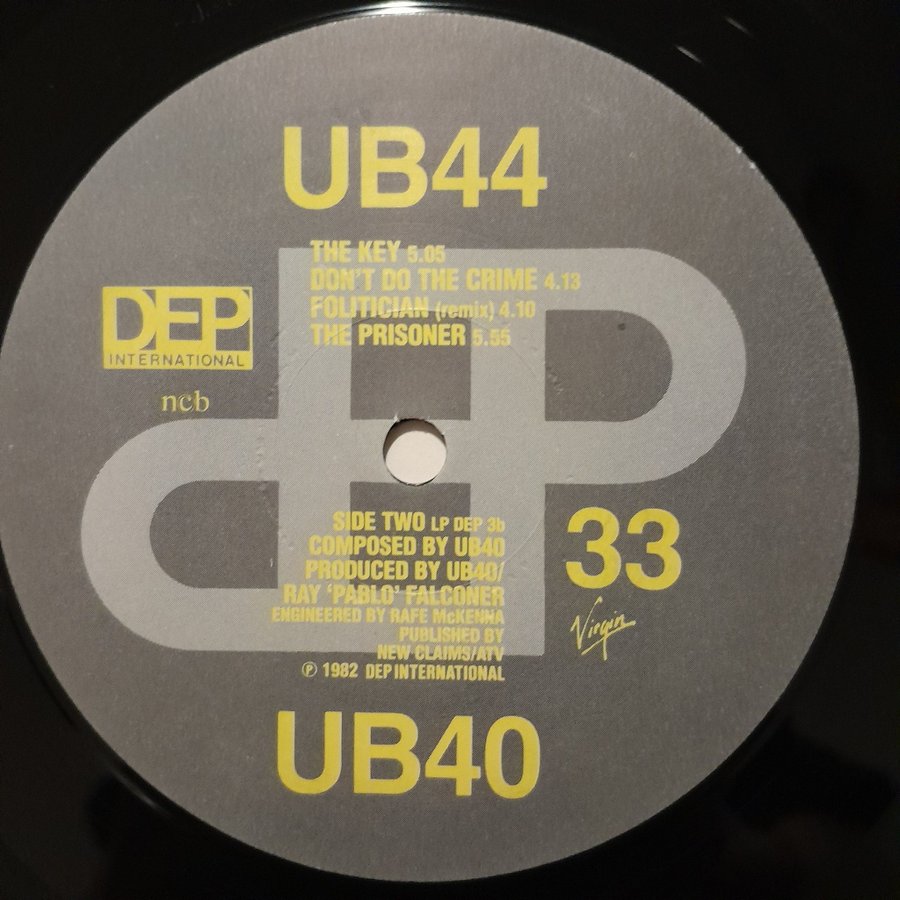 UB44
THE KEY 5.05
DON'T DO THE CRIME 4.13
FOLITICIAN (remix) 4.10
THE PRISONER 5.55
DEP
INTERNATIONAL
ncb
SIDE TWO LP DEP 3b
COMPOSED BY UB40
PRODUCED BY UB40/
RAY 'PABLO' FALCONER
ENGINEERED BY RAFE McKENNA
PUBLISHED BY
NEW CLAIMS/ATV
℗ 1982 DEP INTERNATIONAL
33
Virgin
UB40